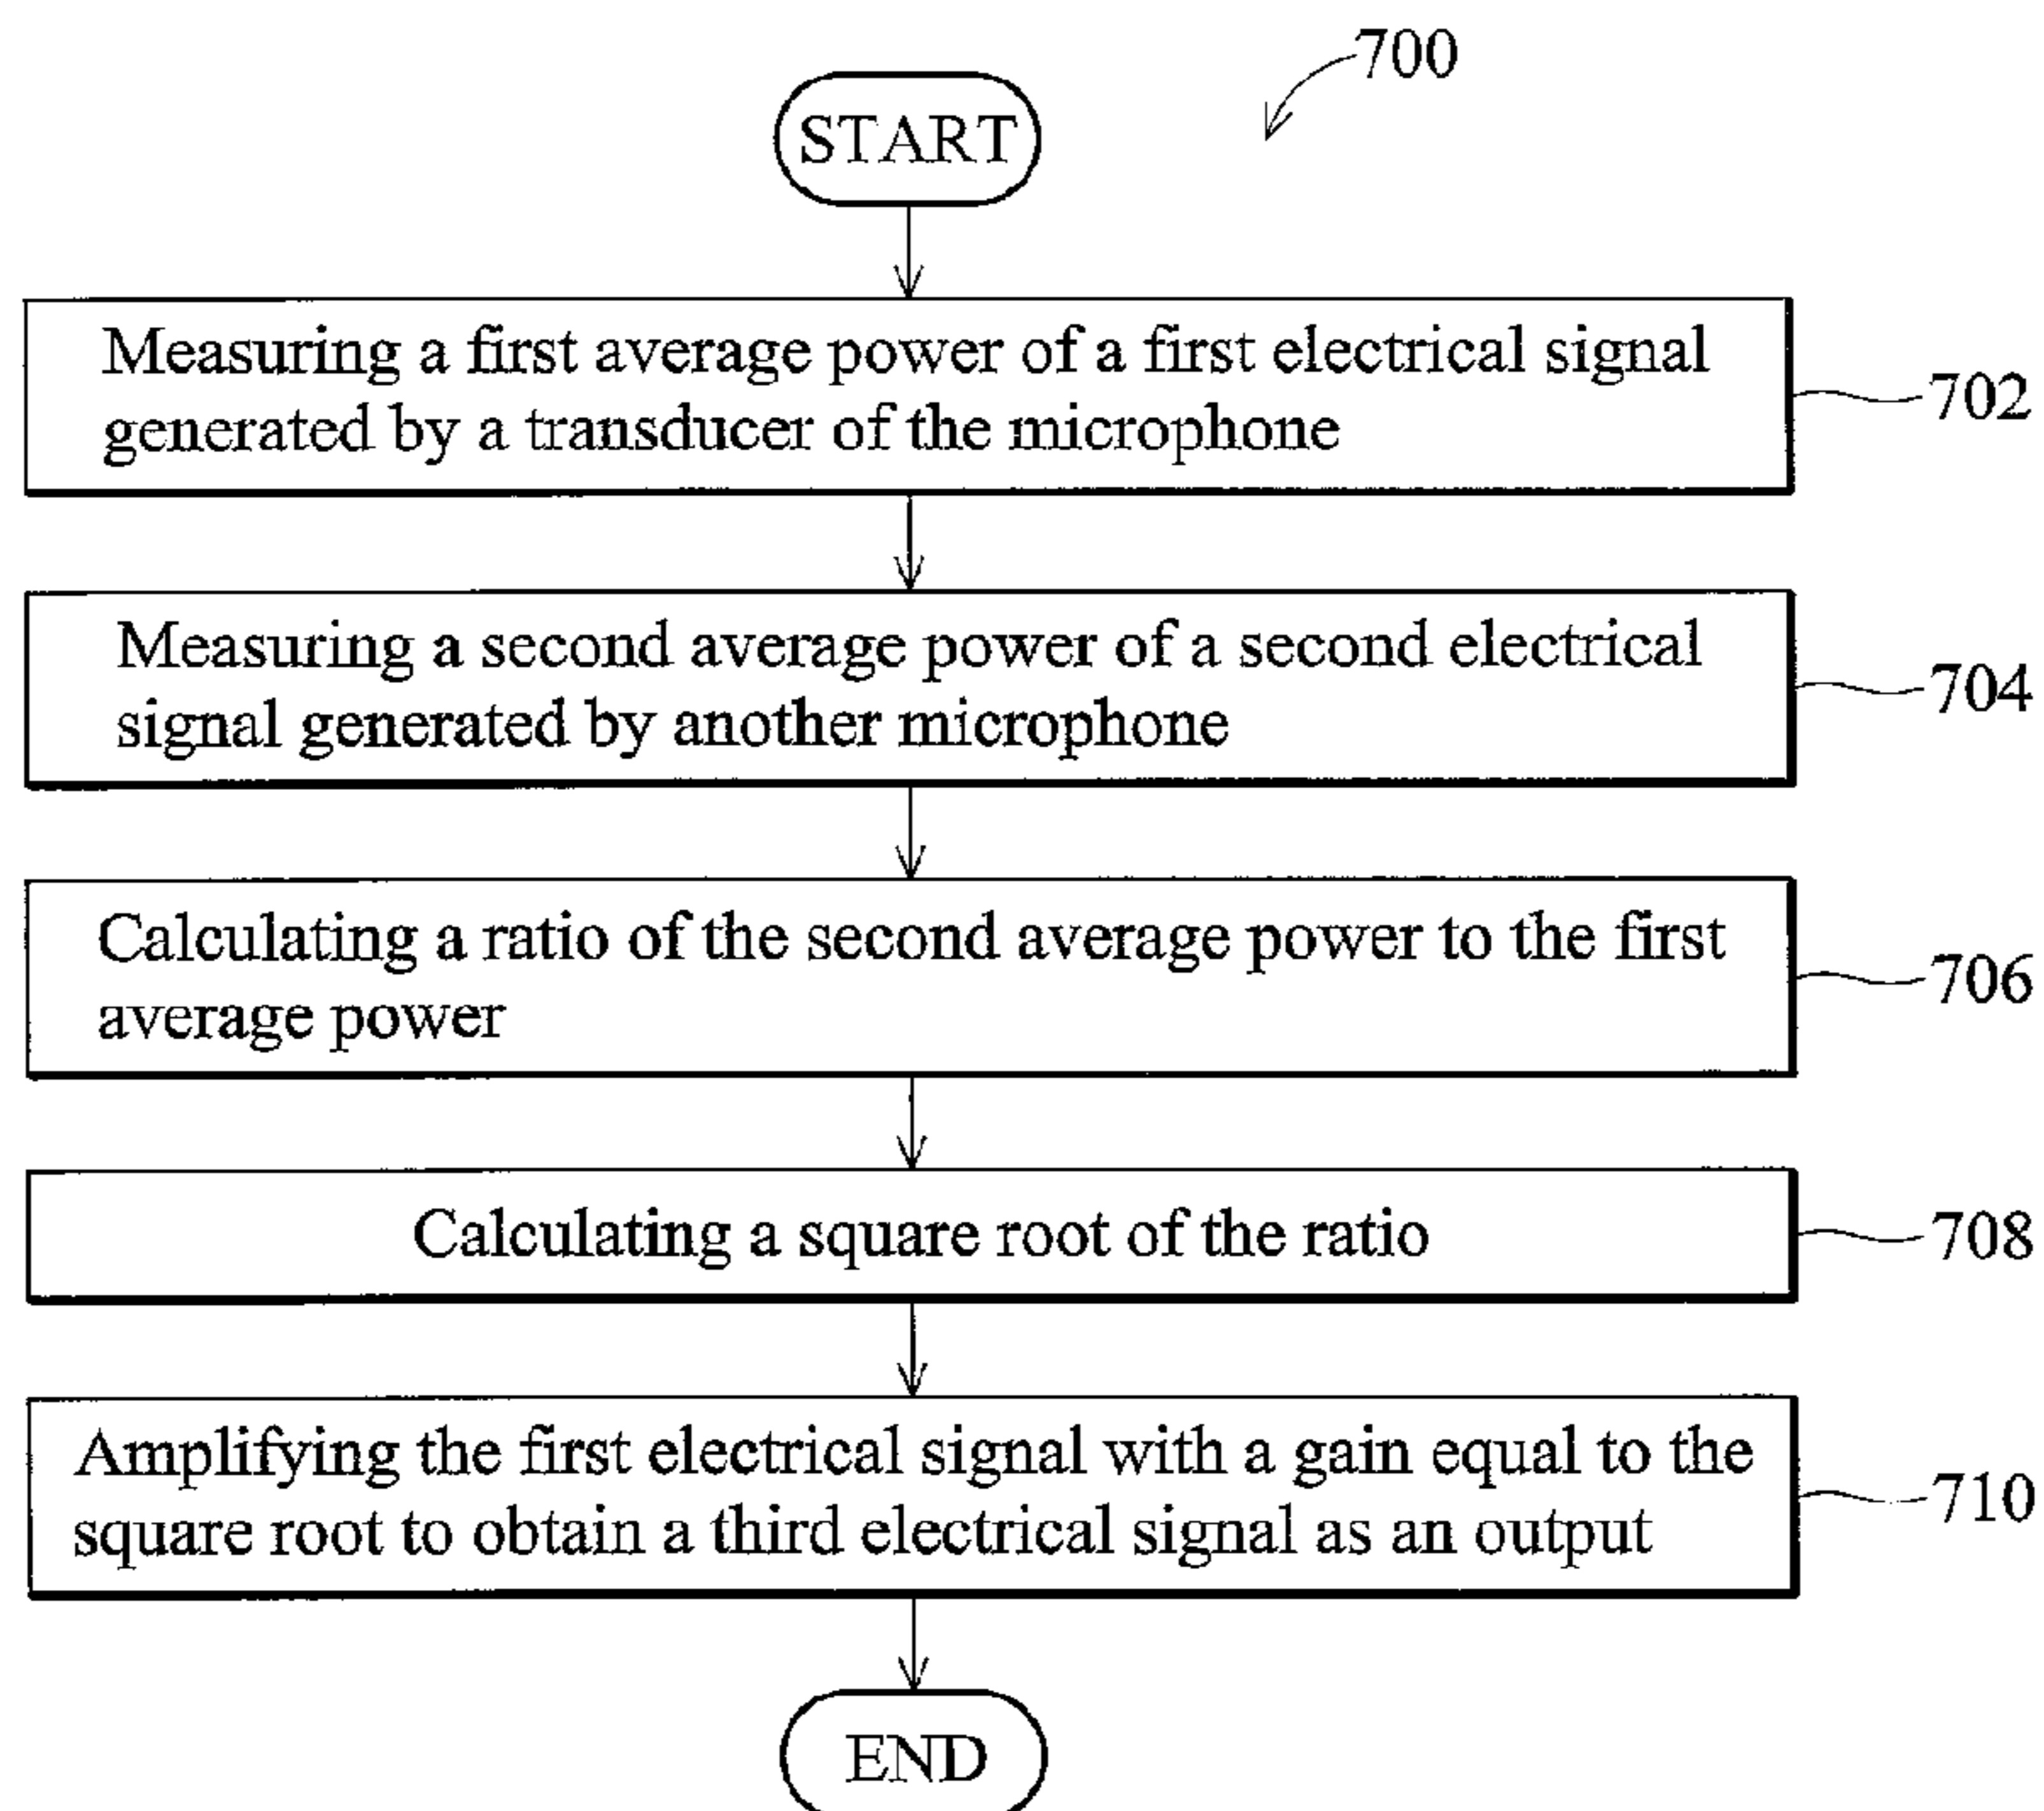 700
START
Measuring a first average power of a first electrical signal
generated by a transducer of the microphone
702
Measuring a second average power of a second electrical
signal generated by another microphone
704
Calculating a ratio of the second average power to the first
average power
706
Calculating a square root of the ratio
708
Amplifying the first electrical signal with a gain equal to the
square root to obtain a third electrical signal as an output
710
END